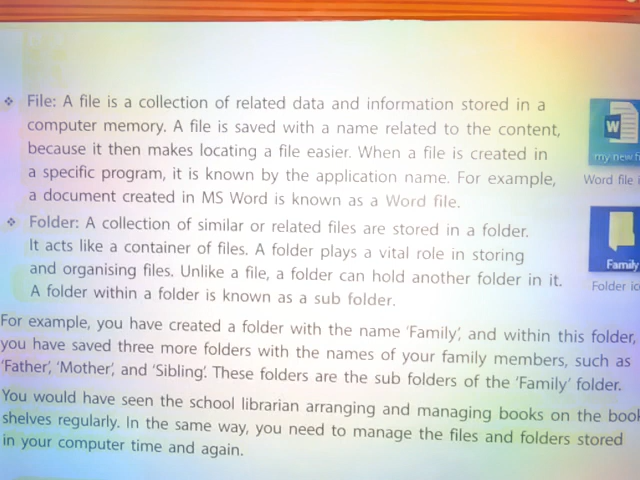 ❖ File: A file is a collection of related data and information stored in a
computer memory. A file is saved with a name related to the content,
because it then makes locating a file easier. When a file is created in
a specific program, it is known by the application name. For example,
a document created in MS Word is known as a Word file.
❖ Folder: A collection of similar or related files are stored in a folder.
It acts like a container of files. A folder plays a vital role in storing
and organising files. Unlike a file, a folder can hold another folder in it.
A folder within a folder is known as a sub folder.
For example, you have created a folder with the name 'Family', and within this folder,
you have saved three more folders with the names of your family members, such as
'Father', 'Mother', and 'Sibling'. These folders are the sub folders of the 'Family' folder.
You would have seen the school librarian arranging and managing books on the book
shelves regularly. In the same way, you need to manage the files and folders stored
in your computer time and again.
W
my new
Word file
Family
Folder